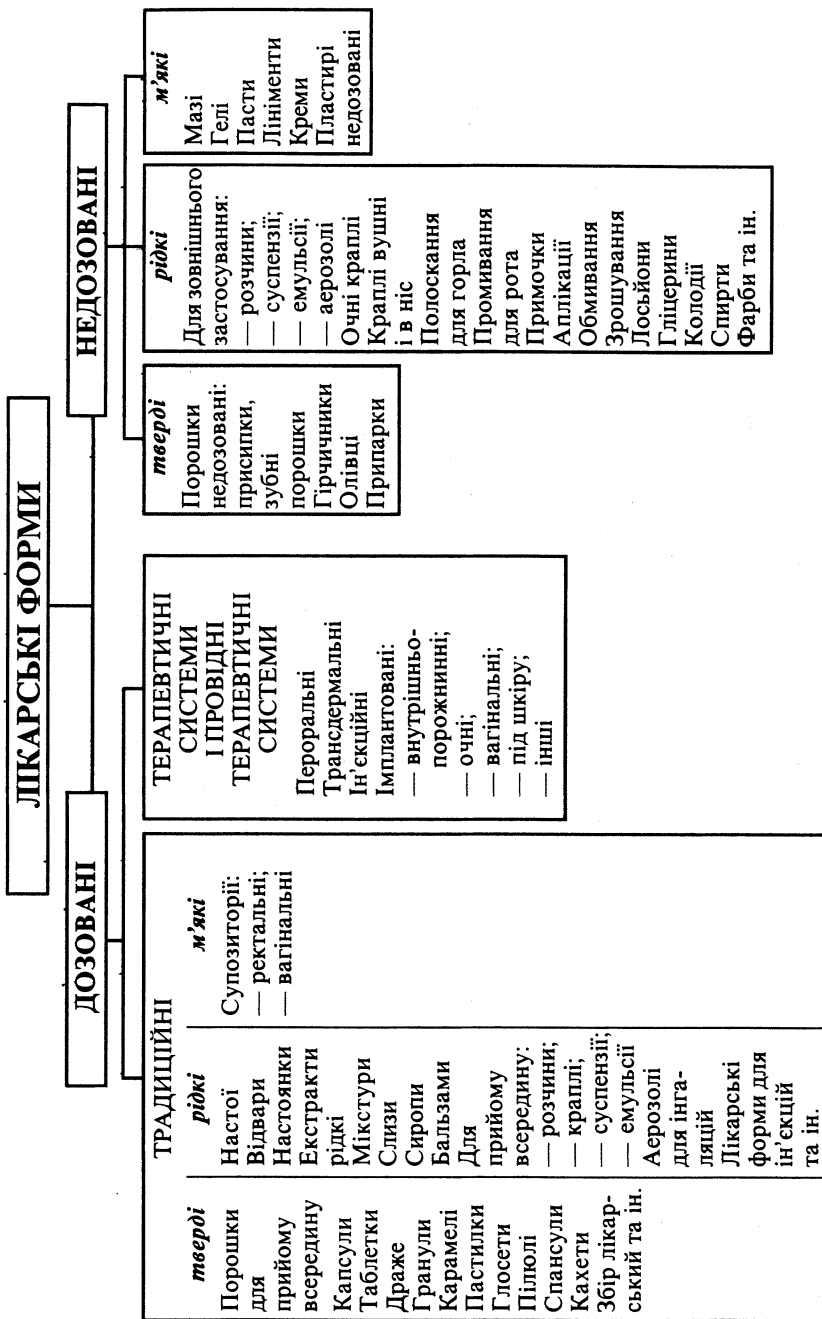 ЛІКАРСЬКІ ФОРМИ
ДОЗОВАНІ
НЕДОЗОВАНІ
ТРАДИЦІЙНІ
тверді
Порошки
для
прийому
всередину
Капсули
Таблетки
Драже
Гранули
Карамелі
Пастилки
Глосети
Пілюлі
Спансули
Кахети
Збір лікар-
ський та ін.
рідкі
Настої
Відвари
Настоянки
Екстракти
рідкі
Мікстури
Слизи
Сиропи
Бальзами
Для
прийому
всередину:
— розчини;
— краплі;
— суспензії;
— емульсії
Аерозолі
для інга-
ляцій
Лікарські
форми для
ін’єкцій
та ін.
м’які
Супозиторії:
— ректальні;
— вагінальні
ТЕРАПЕВТИЧНІ
СИСТЕМИ
І ПРОВІДНІ
ТЕРАПЕВТИЧНІ
СИСТЕМИ
Пероральні
Трансдермальні
Ін’єкційні
Імплантовані:
— внутрішньо-
порожнинні;
— очні;
— вагінальні;
— під шкіру;
— інші
тверді
Порошки
недозовані:
присипки,
зубні
порошки
Гірчичники
Олівці
Припарки
рідкі
Для зовнішнього
застосування:
— розчини;
— суспензії;
— емульсії;
— аерозолі
Очні краплі
Краплі вушні
і в ніс
Полоскання
для горла
Промивання
для рота
Примочки
Аплікації
Обмивання
Зрошування
Лосьйони
Гліцерини
Колодії
Спирти
Фарби та ін.
м’які
Мазі
Гелі
Пасти
Лініменти
Креми
Пластирі
недозовані